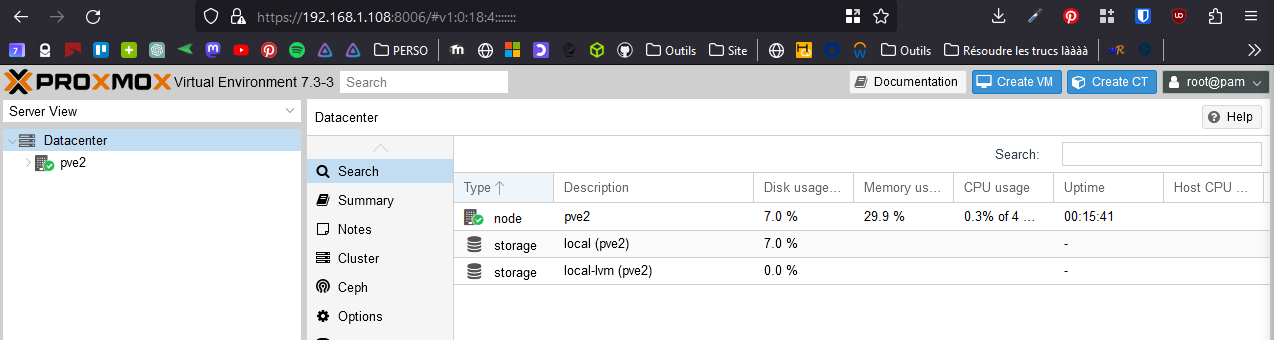 https://192.168.1.108:8006/#v1:0:18:4:::::::
7 PERSO m Outils Site Outils Résoudre les trucs làààà
PROXMOX Virtual Environment 7.3-3 Search Documentation Create VM Create CT root@pam
Server View
Datacenter
pve2
Datacenter Help
Search
Summary
Notes
Cluster
Ceph
Options
Search:
Type Description Disk usage... Memory us... CPU usage Uptime Host CPU ...
node pve2 7.0 % 29.9 % 0.3% of 4 ... 00:15:41
storage local (pve2) 7.0 % -
storage local-lvm (pve2) 0.0 % -